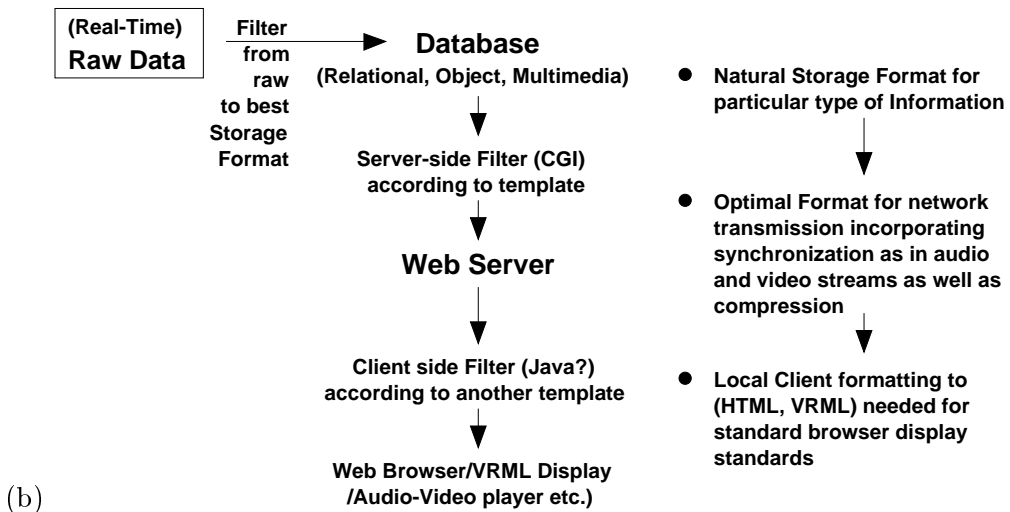 (Real-Time)
Raw Data
Filter
from
raw
to best
Storage
Format
Database
(Relational, Object, Multimedia)
Server-side Filter (CGI)
according to template
Web Server
Client side Filter (Java?)
according to another template
Web Browser/VRML Display
/Audio-Video player etc.)
● Natural Storage Format for
particular type of Information
● Optimal Format for network
transmission incorporating
synchronization as in audio
and video streams as well as
compression
● Local Client formatting to
(HTML, VRML) needed for
standard browser display
standards
(b)